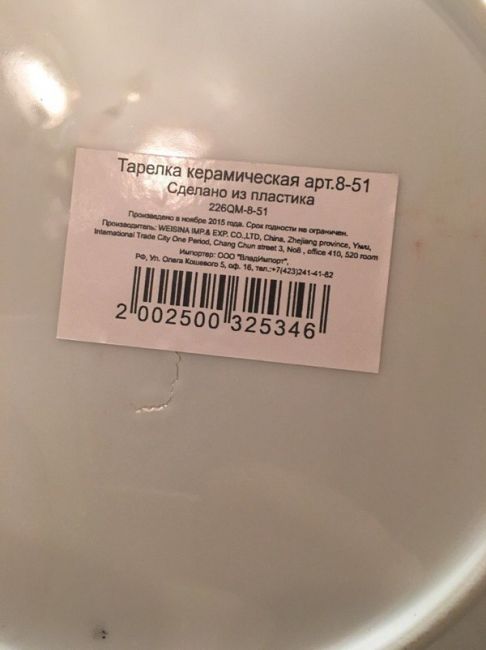 Тарелка керамическая арт.8-51
Сделано из пластика
226QM-8-51
Произведено в ноябре 2015 года. Срок годности не ограничен.
Производитель: WEISINA IMP.& EXP. CO.,LTD, China, Zhejiang province, Yiwu,
International Trade City One Period, Chang Chun street 3, No8 , office 410, 520 room
Импортер: ООО "ВладИмпорт",
РФ, Ул. Олега Кошевого 5, оф. 16, тел.:+7(423)241-41-82
2 002500 325346